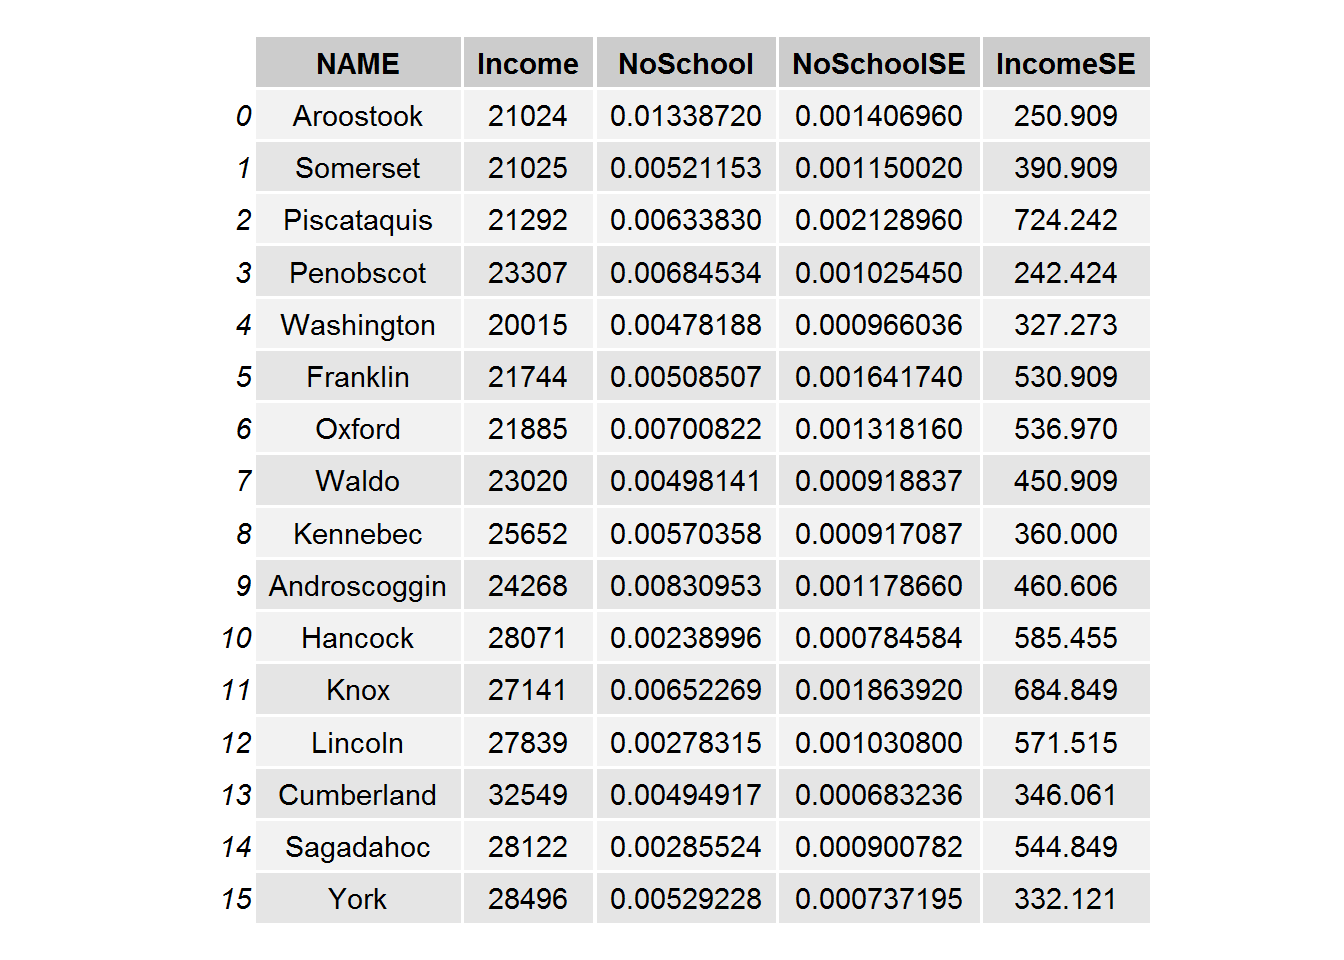 NAME Income NoSchool NoSchoolSE IncomeSE
0 Aroostook 21024 0.01338720 0.001406960 250.909
1 Somerset 21025 0.00521153 0.001150020 390.909
2 Piscataquis 21292 0.00633830 0.002128960 724.242
3 Penobscot 23307 0.00684534 0.001025450 242.424
4 Washington 20015 0.00478188 0.000966036 327.273
5 Franklin 21744 0.00508507 0.001641740 530.909
6 Oxford 21885 0.00700822 0.001318160 536.970
7 Waldo 23020 0.00498141 0.000918837 450.909
8 Kennebec 25652 0.00570358 0.000917087 360.000
9 Androscoggin 24268 0.00830953 0.001178660 460.606
10 Hancock 28071 0.00238996 0.000784584 585.455
11 Knox 27141 0.00652269 0.001863920 684.849
12 Lincoln 27839 0.00278315 0.001030800 571.515
13 Cumberland 32549 0.00494917 0.000683236 346.061
14 Sagadahoc 28122 0.00285524 0.000900782 544.849
15 York 28496 0.00529228 0.000737195 332.121